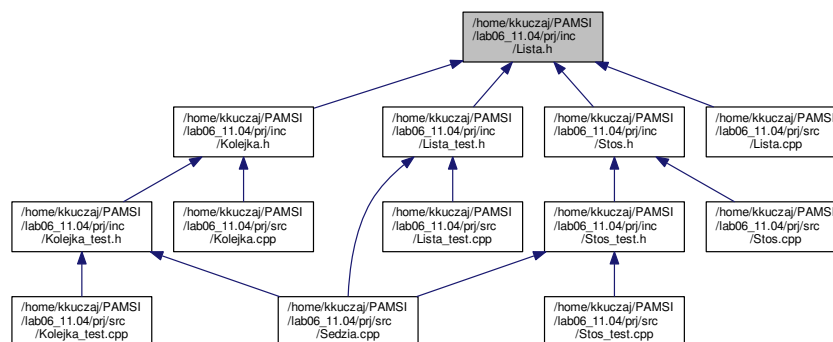 /home/kkuczaj/PAMSI
/lab06_11.04/prj/inc
/Lista.h
/home/kkuczaj/PAMSI
/lab06_11.04/prj/inc
/Kolejka.h
/home/kkuczaj/PAMSI
/lab06_11.04/prj/inc
/Lista_test.h
/home/kkuczaj/PAMSI
/lab06_11.04/prj/inc
/Stos.h
/home/kkuczaj/PAMSI
/lab06_11.04/prj/src
/Lista.cpp
/home/kkuczaj/PAMSI
/lab06_11.04/prj/inc
/Kolejka_test.h
/home/kkuczaj/PAMSI
/lab06_11.04/prj/src
/Kolejka.cpp
/home/kkuczaj/PAMSI
/lab06_11.04/prj/src
/Lista_test.cpp
/home/kkuczaj/PAMSI
/lab06_11.04/prj/inc
/Stos_test.h
/home/kkuczaj/PAMSI
/lab06_11.04/prj/src
/Stos.cpp
/home/kkuczaj/PAMSI
/lab06_11.04/prj/src
/Kolejka_test.cpp
/home/kkuczaj/PAMSI
/lab06_11.04/prj/src
/Sedzia.cpp
/home/kkuczaj/PAMSI
/lab06_11.04/prj/src
/Stos_test.cpp